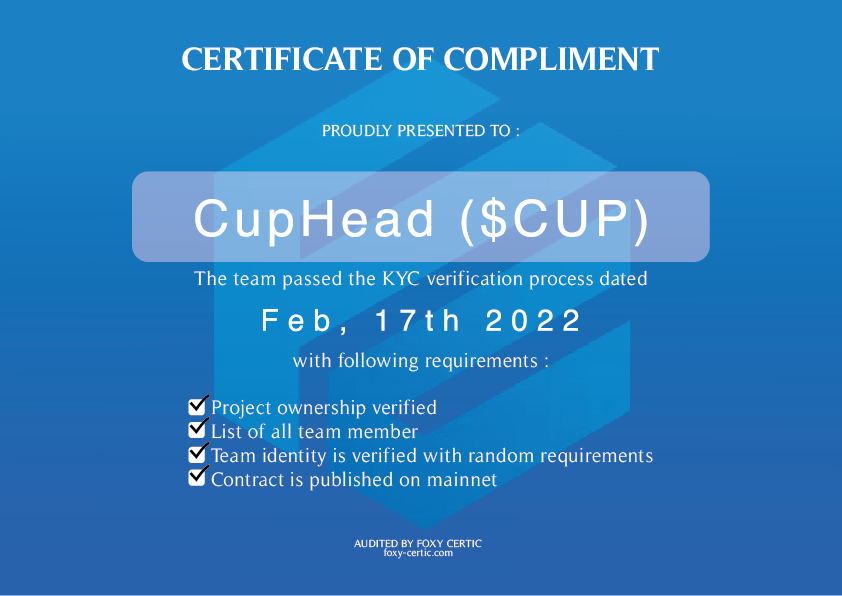 CERTIFICATE OF COMPLIMENT
PROUDLY PRESENTED TO :
CupHead ($CUP)
The team passed the KYC verification process dated
Feb, 17th 2022
with following requirements :
Project ownership verified
List of all team member
Team identity is verified with random requirements
Contract is published on mainnet
AUDITED BY FOXY CERTIC
foxy-certic.com